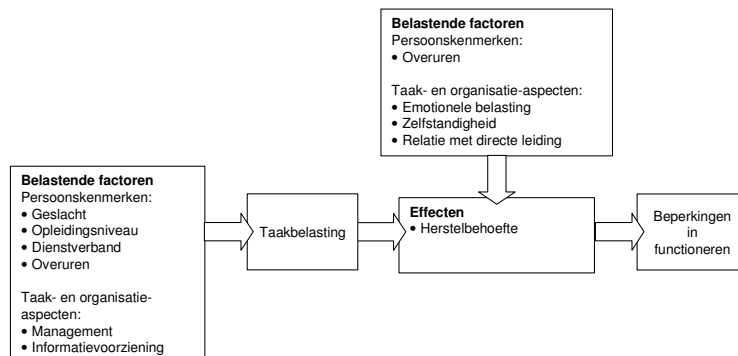 Belastende factoren
Persoonskenmerken:
• Overuren
Taak- en organisatie-aspecten:
• Emotionele belasting
• Zelfstandigheid
• Relatie met directe leiding
Belastende factoren
Persoonskenmerken:
• Geslacht
• Opleidingsniveau
• Dienstverband
• Overuren
Taak- en organisatie-
aspecten:
• Management
• Informatievoorziening
Taakbelasting
Effecten
• Herstelbehoefte
Beperkingen
in
functioneren